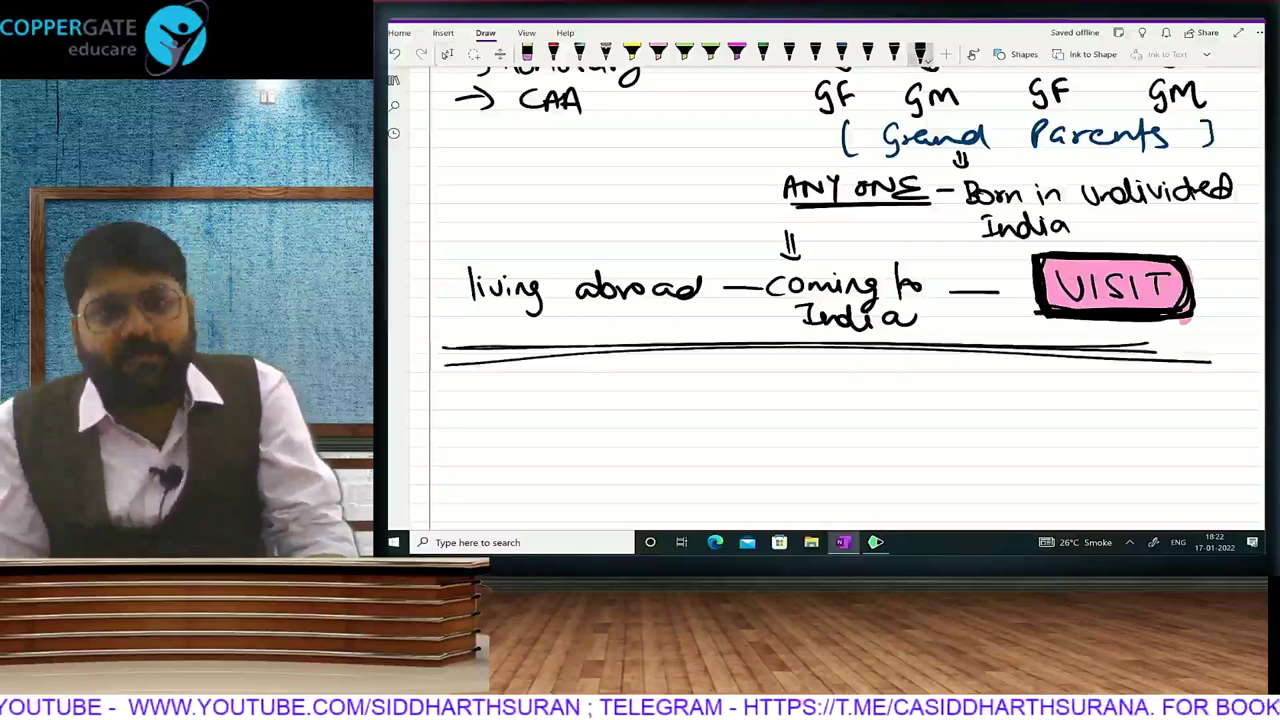 COPPERGATE
educare
Home Insert Draw View Help
Saved offline
Share
Shapes
Ink to Shape
Ink to Text
→ CAA
GF GM GF GM
[ Grand Parents ]
ANY ONE - Born in Undivided
India
living abroad — coming to — VISIT
India
Type here to search
26°C Smoke
ENG
18:22
17-01-2022
YOUTUBE - WWW.YOUTUBE.COM/SIDDHARTHSURAN ; TELEGRAM - HTTPS://T.ME/CASIDDHARTHSURANA. FOR BOOK